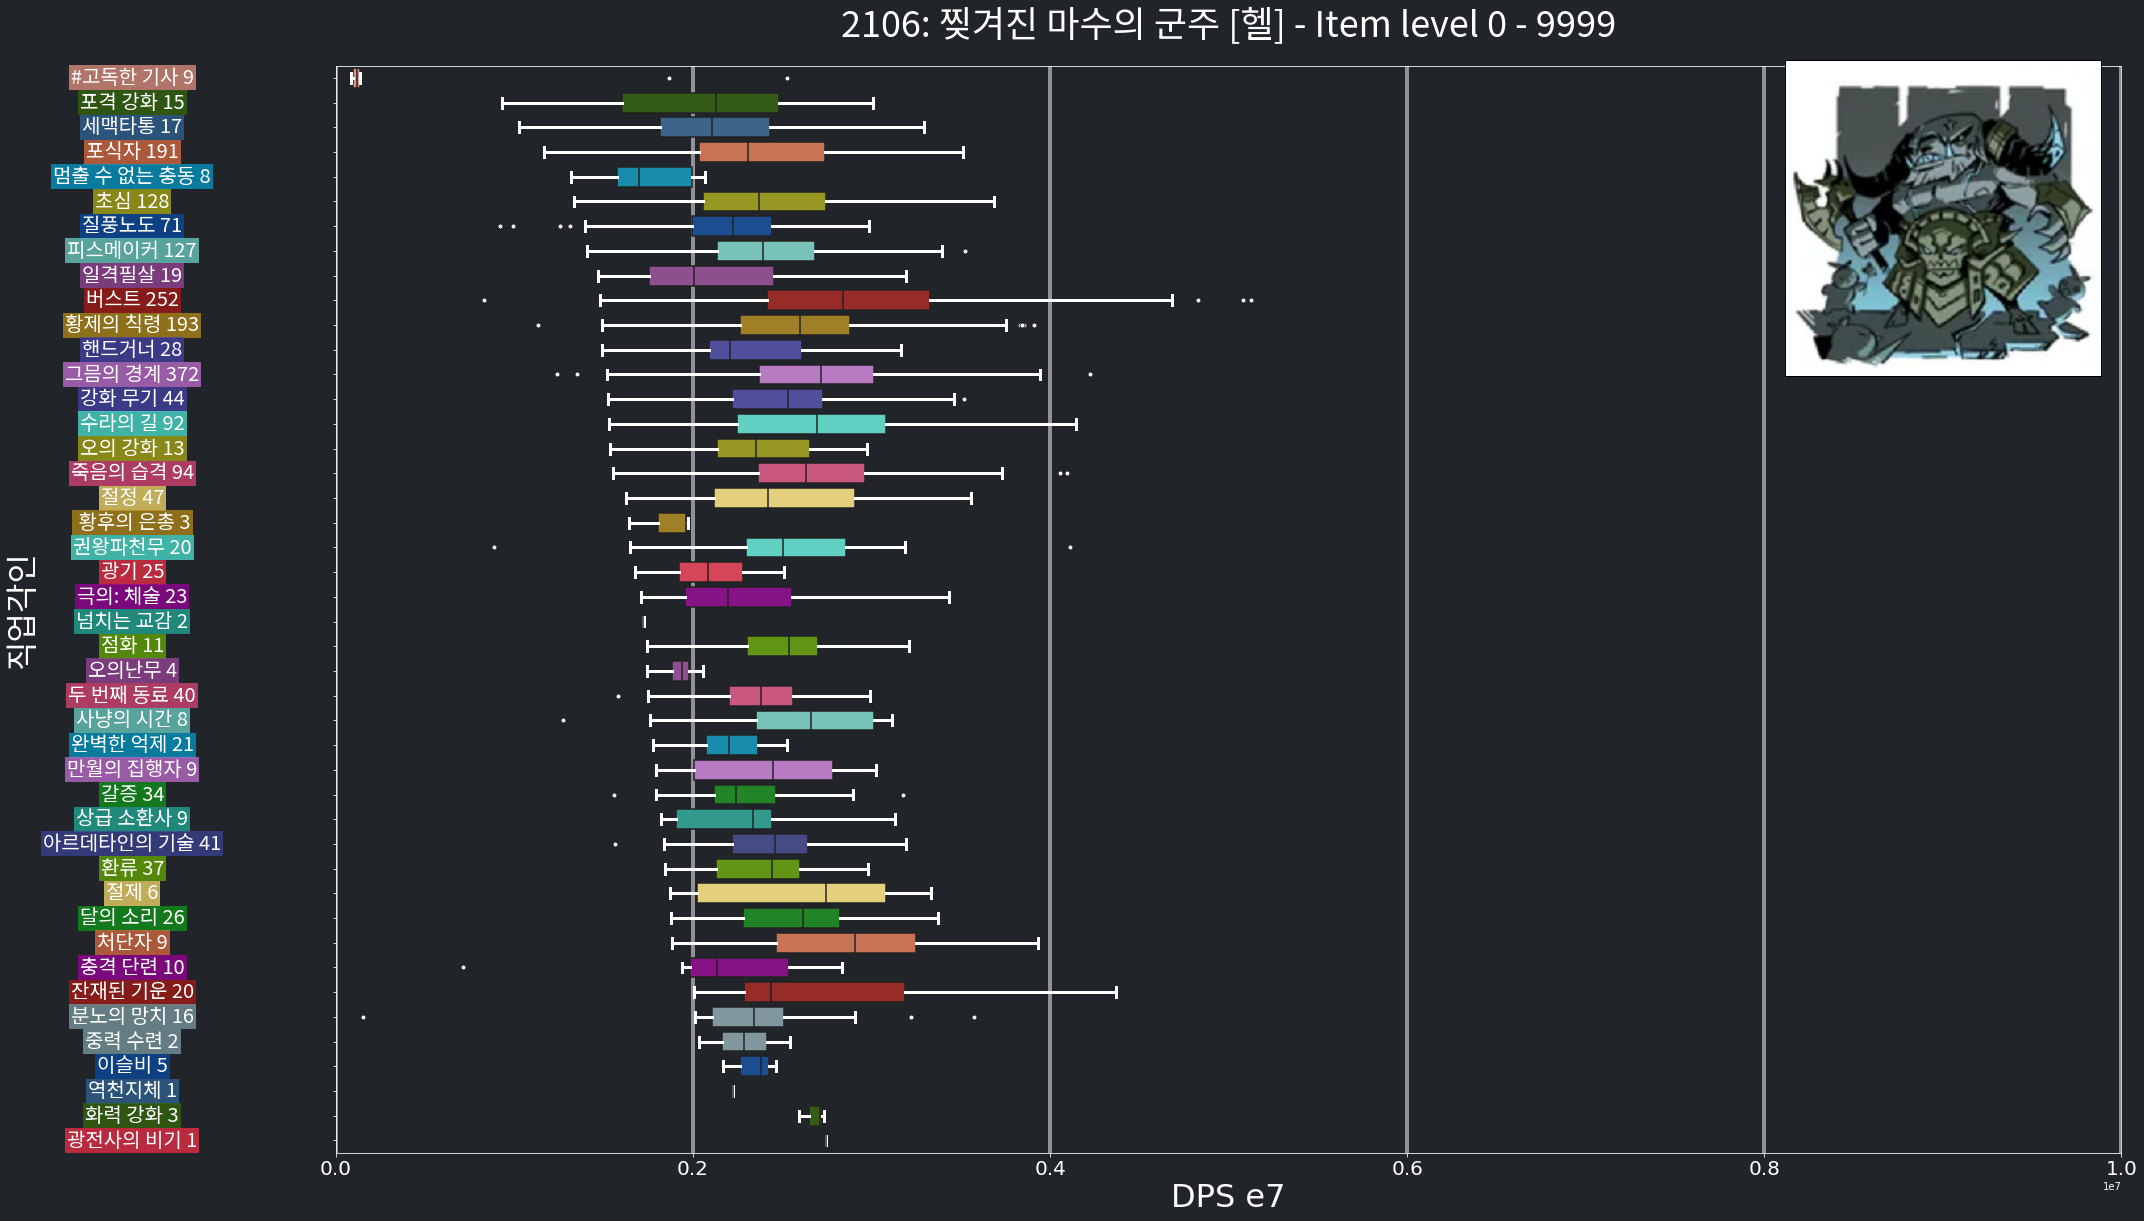 2106: 찢겨진 마수의 군주 [헬] - Item level 0 - 9999
직업각인
#고독한 기사 9
포격 강화 15
세맥타통 17
포식자 191
멈출 수 없는 충동 8
초심 128
질풍노도 71
피스메이커 127
일격필살 19
버스트 252
황제의 칙령 193
핸드거너 28
그믐의 경계 372
강화 무기 44
수라의 길 92
오의 강화 13
죽음의 습격 94
절정 47
황후의 은총 3
권왕파천무 20
광기 25
극의: 체술 23
넘치는 교감 2
점화 11
오의난무 4
두 번째 동료 40
사냥의 시간 8
완벽한 억제 21
만월의 집행자 9
갈증 34
상급 소환사 9
아르데타인의 기술 41
환류 37
절제 6
달의 소리 26
처단자 9
충격 단련 10
잔재된 기운 20
분노의 망치 16
중력 수련 2
이슬비 5
역천지체 1
화력 강화 3
광전사의 비기 1
0.0 0.2 0.4 0.6 0.8 1.0
1e7
DPS e7